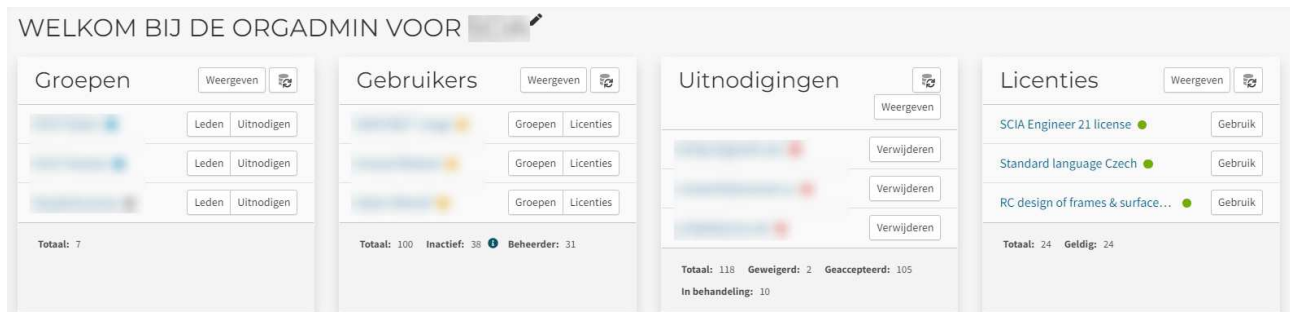 WELKOM BIJ DE ORGADMIN VOOR
Groepen
Weergeven
Leden Uitnodigen
Leden Uitnodigen
Leden Uitnodigen
Totaal: 7
Gebruikers
Weergeven
Groepen Licenties
Groepen Licenties
Groepen Licenties
Totaal: 100 Inactief: 38 Beheerder: 31
Uitnodigingen
Weergeven
Verwijderen
Verwijderen
Verwijderen
Totaal: 118 Geweigerd: 2 Geaccepteerd: 105
In behandeling: 10
Licenties
Weergeven
SCIA Engineer 21 license Gebruik
Standard language Czech Gebruik
RC design of frames & surface... Gebruik
Totaal: 24 Geldig: 24